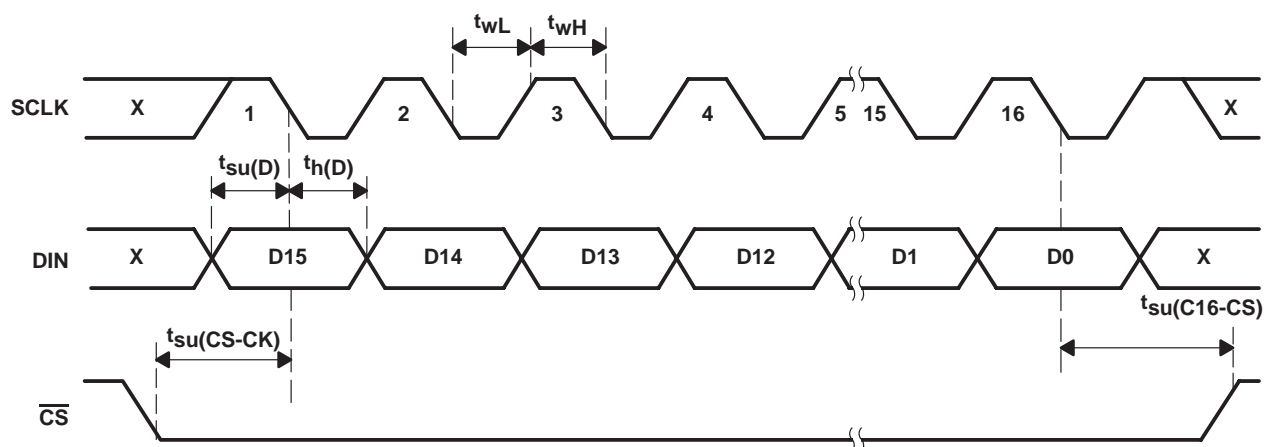 twL twH
SCLK X 1 2 3 4 5 15 16 X
tsu(D) th(D)
DIN X D15 D14 D13 D12 D1 D0 X
tsu(CS-CK) tsu(C16-CS)
CS